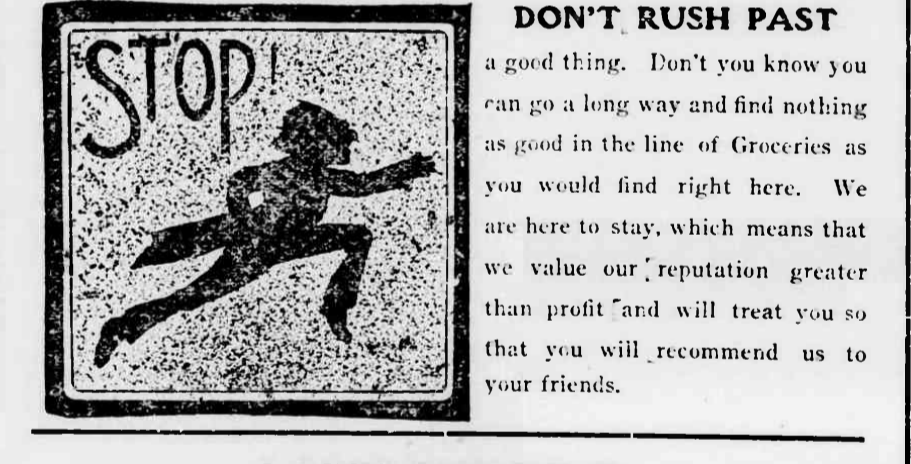 STOP!
DON'T RUSH PAST
a good thing. Don't you know you
can go a long way and find nothing
as good in the line of Groceries as
you would find right here. We
are here to stay, which means that
we value our reputation greater
than profit and will treat you so
that you will recommend us to
your friends.